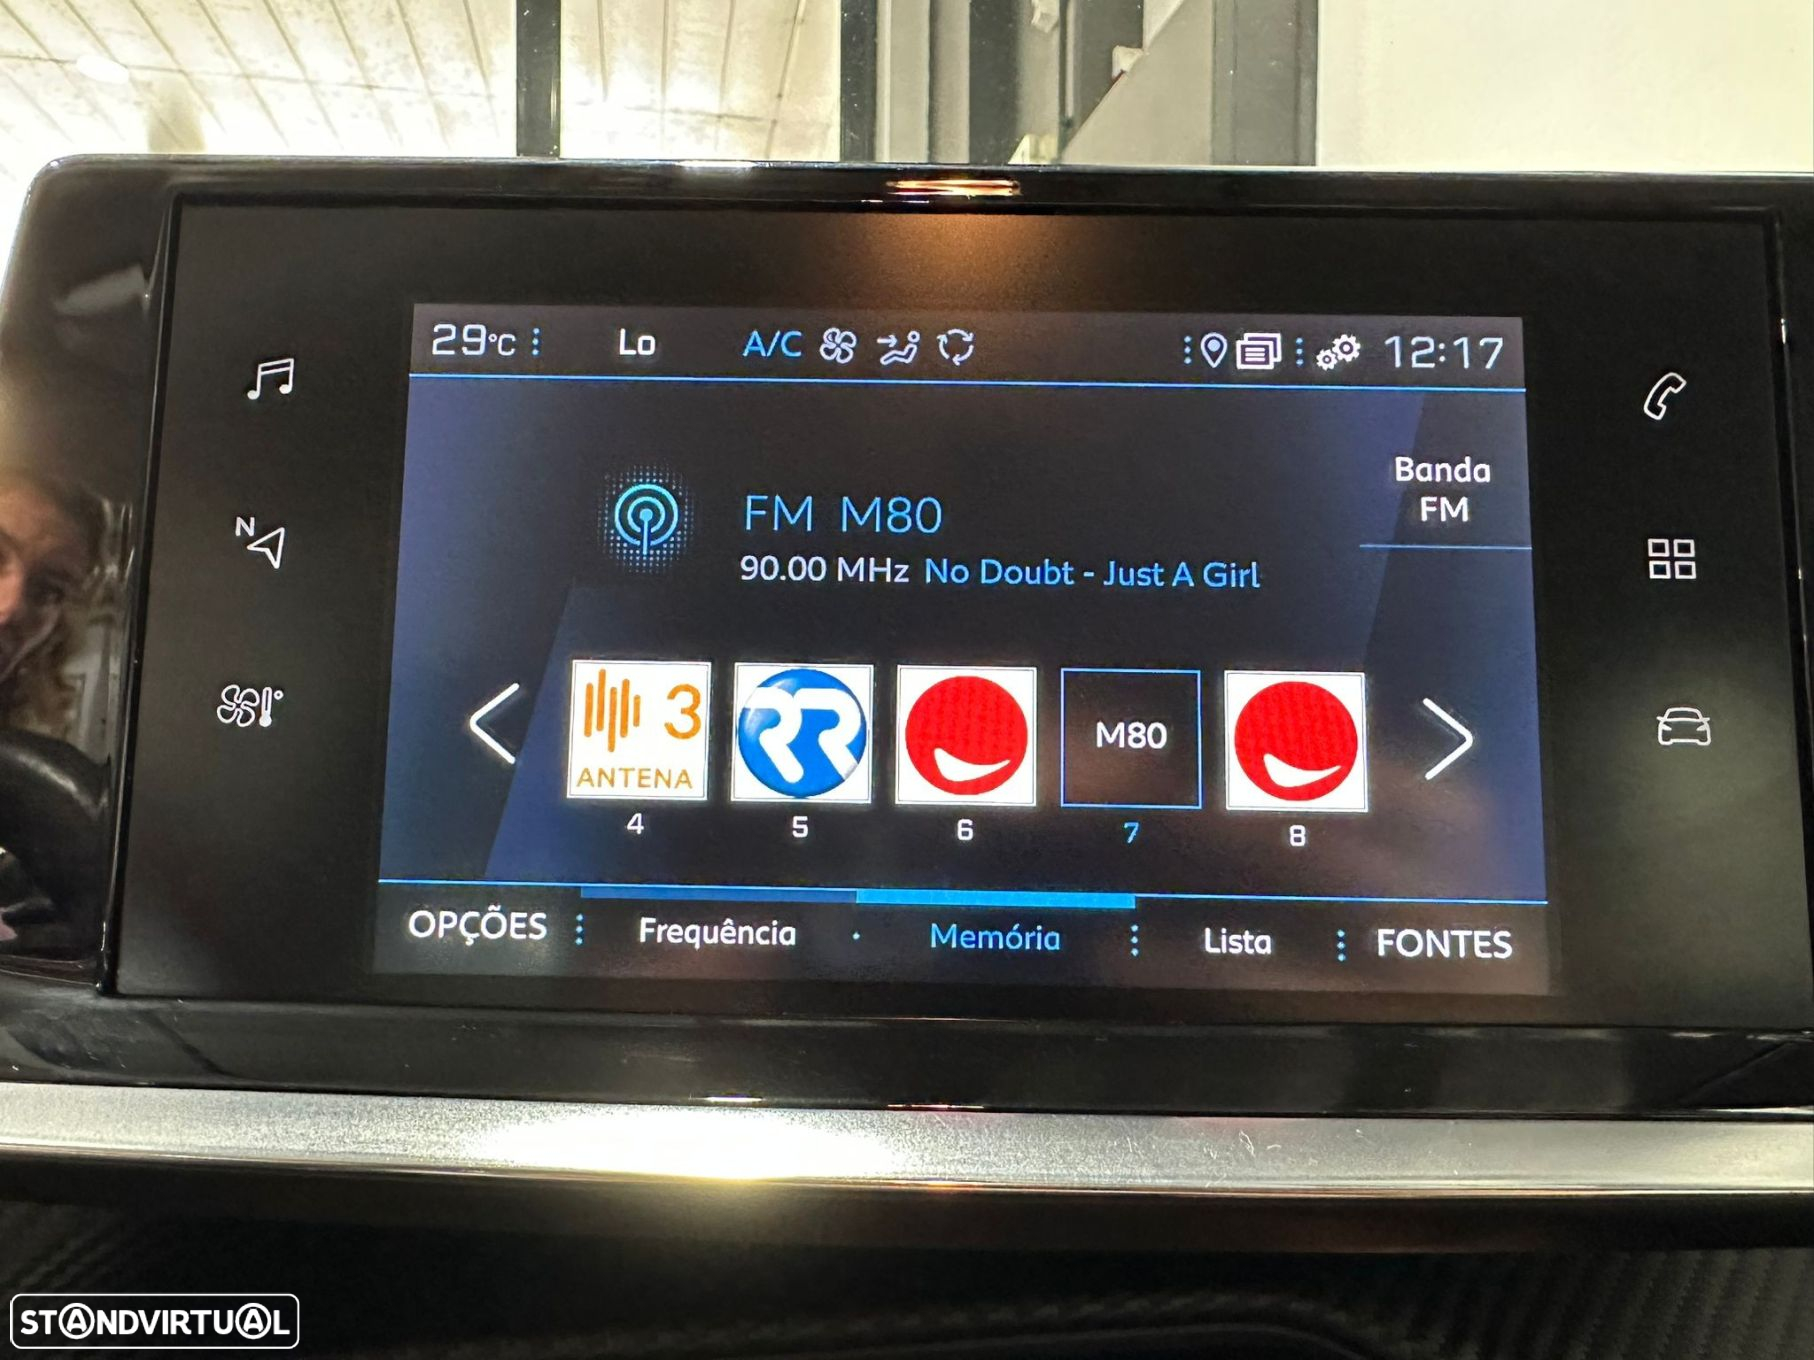 29°C Lo A/C 12:17
N
Banda
FM
FM M80
90.00 MHz No Doubt - Just A Girl
3
ANTENA
RR
M80
4 5 6 7 8
OPÇÕES Frequência Memória Lista FONTES
STANDVIRTUAL